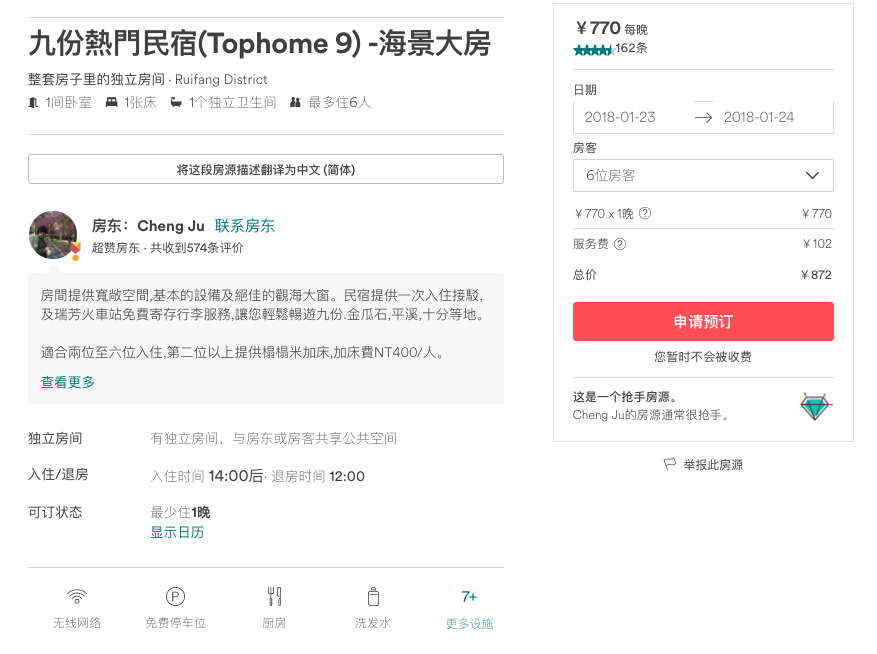 九份熱門民宿(Tophome 9) -海景大房
整套房子里的独立房间 · Ruifang District
1间卧室 1张床 1个独立卫生间 最多住6人
将这段房源描述翻译为中文 (简体)
房东：Cheng Ju 联系房东
超赞房东 · 共收到574条评价
房間提供寬敞空間,基本的設備及絕佳的觀海大窗。民宿提供一次入住接駁,
及瑞芳火車站免費寄存行李服務,讓您輕鬆暢遊九份.金瓜石,平溪,十分等地。
適合兩位至六位入住,第二位以上提供榻榻米加床,加床費NT400/人。
查看更多
独立房间 有独立房间，与房东或房客共享公共空间
入住/退房 入住时间 14:00后· 退房时间 12:00
可订状态 最少住1晚
显示日历
P 7+
无线网络 免费停车位 厨房 洗发水 更多设施
￥770 每晚
162条
日期
2018-01-23 → 2018-01-24
房客
6位房客
￥770 x 1晚 ? ￥770
服务费 ? ￥102
总价 ￥872
申请预订
您暂时不会被收费
这是一个抢手房源。
Cheng Ju的房源通常很抢手。
举报此房源